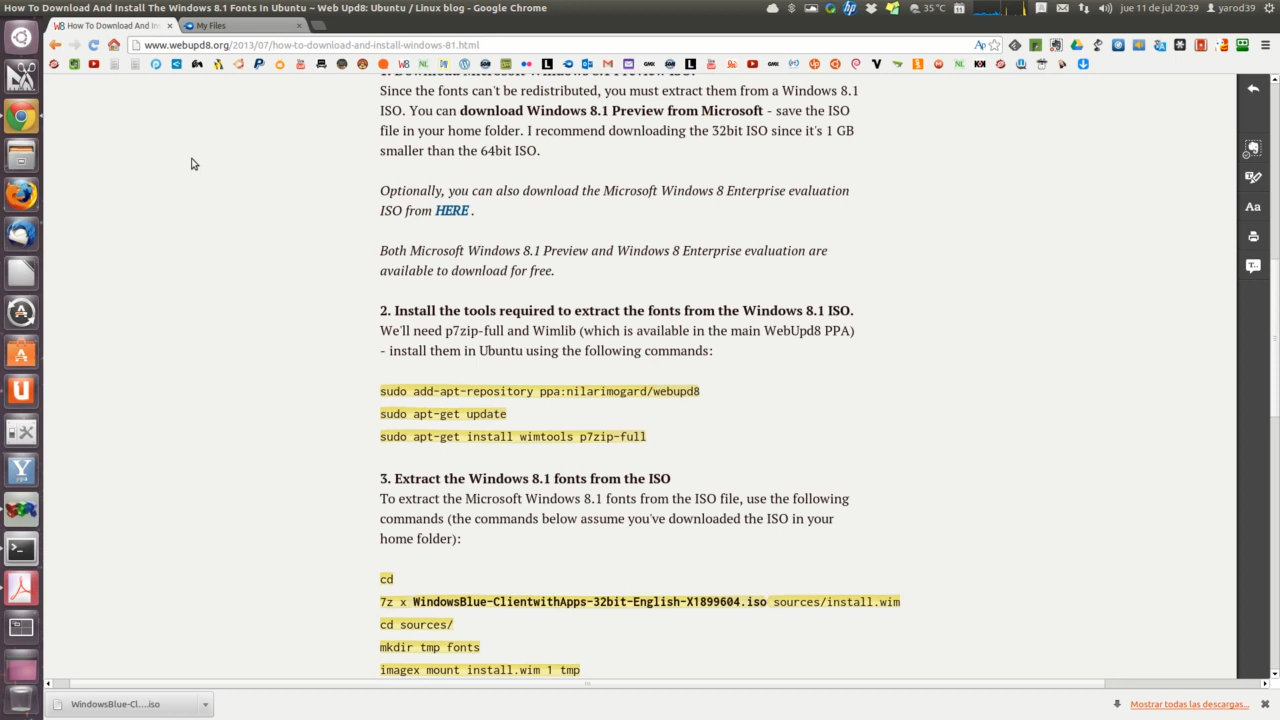 How To Download And Install The Windows 8.1 Fonts In Ubuntu ~ Web Upd8: Ubuntu / Linux blog - Google Chrome
35°C
jue 11 de jul 20:39
yarod39
How To Download And Ins
My Files
www.webupd8.org/2013/07/how-to-download-and-install-windows-81.html
1. Download Microsoft Windows 8.1 Preview ISO.
Since the fonts can't be redistributed, you must extract them from a Windows 8.1
ISO. You can download Windows 8.1 Preview from Microsoft - save the ISO
file in your home folder. I recommend downloading the 32bit ISO since it's 1 GB
smaller than the 64bit ISO.
Optionally, you can also download the Microsoft Windows 8 Enterprise evaluation
ISO from HERE .
Both Microsoft Windows 8.1 Preview and Windows 8 Enterprise evaluation are
available to download for free.
2. Install the tools required to extract the fonts from the Windows 8.1 ISO.
We'll need p7zip-full and Wimlib (which is available in the main WebUpd8 PPA)
- install them in Ubuntu using the following commands:
sudo add-apt-repository ppa:nilarimogard/webupd8
sudo apt-get update
sudo apt-get install wimtools p7zip-full
3. Extract the Windows 8.1 fonts from the ISO
To extract the Microsoft Windows 8.1 fonts from the ISO file, use the following
commands (the commands below assume you've downloaded the ISO in your
home folder):
cd
7z x WindowsBlue-ClientwithApps-32bit-English-X1899604.iso sources/install.wim
cd sources/
mkdir tmp fonts
imagex mount install.wim 1 tmp
Aa
WindowsBlue-Cl....iso
Mostrar todas las descargas...